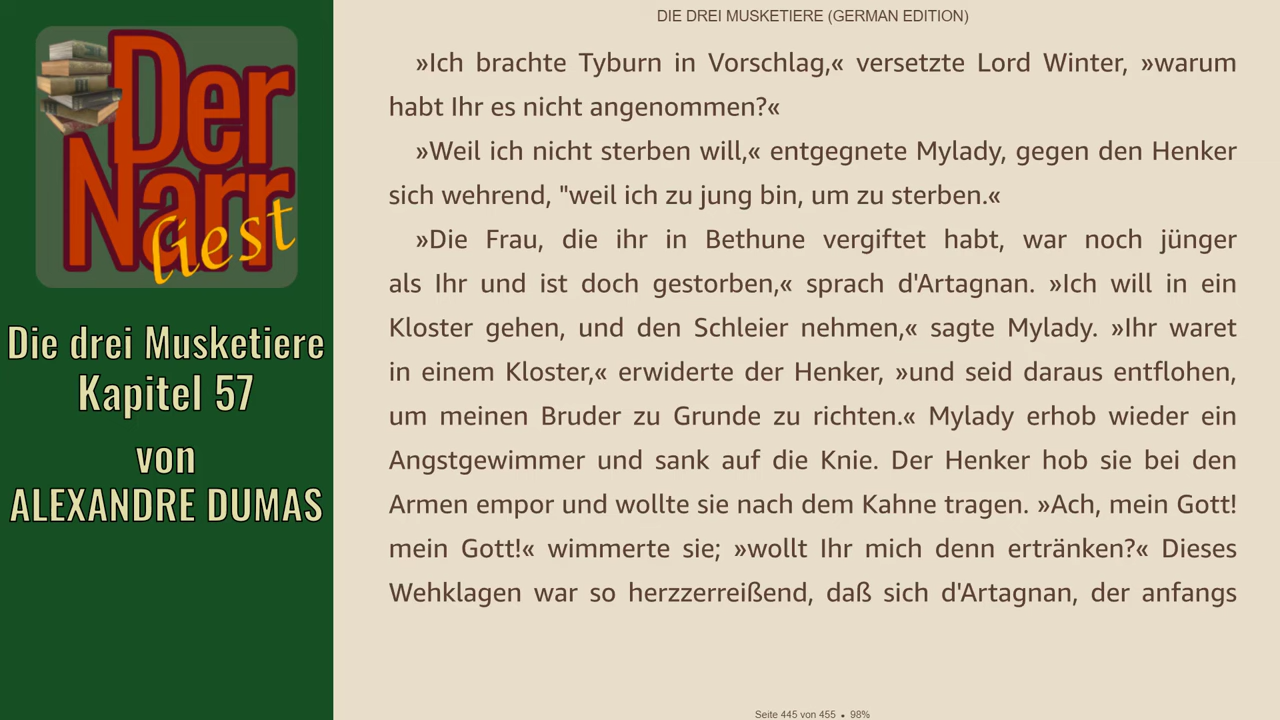 Der
Narr
liest
Die drei Musketiere
Kapitel 57
von
ALEXANDRE DUMAS
DIE DREI MUSKETIERE (GERMAN EDITION)
»Ich brachte Tyburn in Vorschlag,« versetzte Lord Winter, »warum
habt Ihr es nicht angenommen?«
»Weil ich nicht sterben will,« entgegnete Mylady, gegen den Henker
sich wehrend, "weil ich zu jung bin, um zu sterben.«
»Die Frau, die ihr in Bethune vergiftet habt, war noch jünger
als Ihr und ist doch gestorben,« sprach d'Artagnan. »Ich will in ein
Kloster gehen, und den Schleier nehmen,« sagte Mylady. »Ihr waret
in einem Kloster,« erwiderte der Henker, »und seid daraus entflohen,
um meinen Bruder zu Grunde zu richten.« Mylady erhob wieder ein
Angstgewimmer und sank auf die Knie. Der Henker hob sie bei den
Armen empor und wollte sie nach dem Kahne tragen. »Ach, mein Gott!
mein Gott!« wimmerte sie; »wollt Ihr mich denn ertränken?« Dieses
Wehklagen war so herzzerreißend, daß sich d'Artagnan, der anfangs
Seite 445 von 455 • 98%